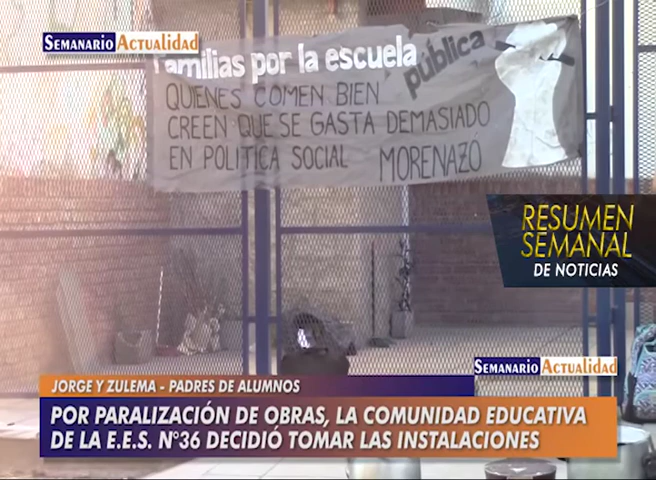 SEMANARIO ACTUALIDAD
Familias por la escuela pública
QUIENES COMEN BIEN
CREEN QUE SE GASTA DEMASIADO
EN POLITICA SOCIAL MORENAZÓ
RESUMEN
SEMANAL
DE NOTICIAS
SEMANARIO ACTUALIDAD
JORGE Y ZULEMA - PADRES DE ALUMNOS
POR PARALIZACIÓN DE OBRAS, LA COMUNIDAD EDUCATIVA
DE LA E.E.S. N°36 DECIDIÓ TOMAR LAS INSTALACIONES